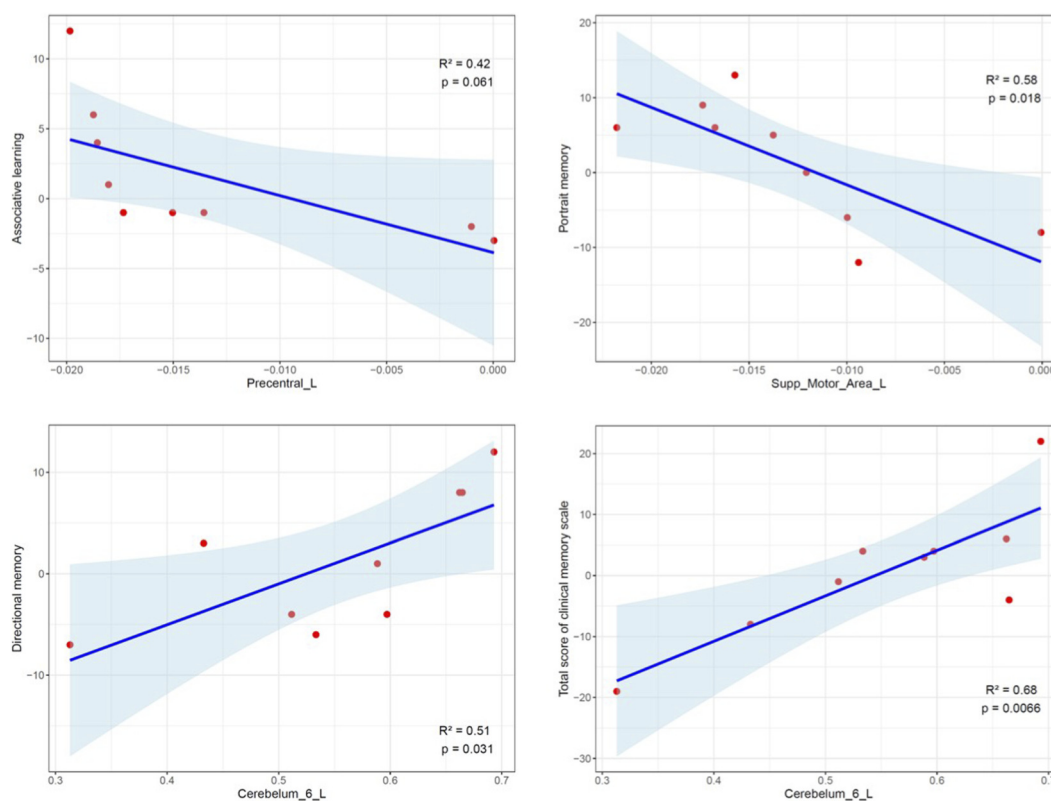 R² = 0.42
p = 0.061
Associative learning
10
5
0
−5
−10
−0.020
−0.015
−0.010
−0.005
0.000
Precentral_L
R² = 0.58
p = 0.018
Portrait memory
20
10
0
−10
−20
−0.020
−0.015
−0.010
−0.005
0.000
Supp_Motor_Area_L
Directional memory
10
0
−10
R² = 0.51
p = 0.031
0.3
0.4
0.5
0.6
0.7
Cerebelum_6_L
Total score of clinical memory scale
20
10
0
−10
−20
−30
R² = 0.68
p = 0.0066
0.3
0.4
0.5
0.6
0.7
Cerebelum_6_L